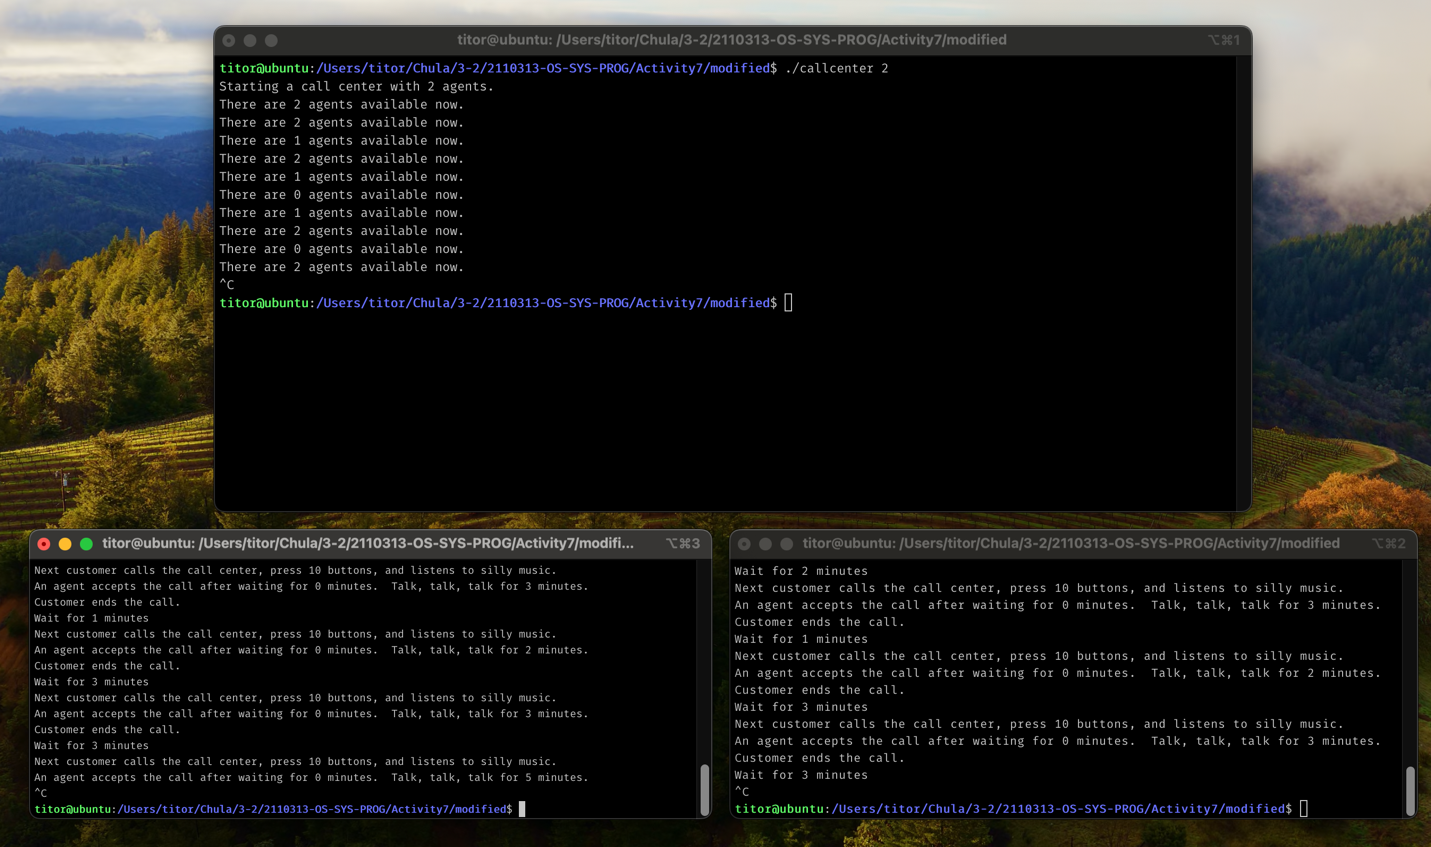 titor@ubuntu: /Users/titor/Chula/3-2/2110313-OS-SYS-PROG/Activity7/modified
⌥⌘1
titor@ubuntu:/Users/titor/Chula/3-2/2110313-OS-SYS-PROG/Activity7/modified$ ./callcenter 2
Starting a call center with 2 agents.
There are 2 agents available now.
There are 2 agents available now.
There are 1 agents available now.
There are 2 agents available now.
There are 1 agents available now.
There are 0 agents available now.
There are 1 agents available now.
There are 2 agents available now.
There are 0 agents available now.
There are 2 agents available now.
^C
titor@ubuntu:/Users/titor/Chula/3-2/2110313-OS-SYS-PROG/Activity7/modified$
titor@ubuntu: /Users/titor/Chula/3-2/2110313-OS-SYS-PROG/Activity7/modifi...
⌥⌘3
Next customer calls the call center, press 10 buttons, and listens to silly music.
An agent accepts the call after waiting for 0 minutes.  Talk, talk, talk for 3 minutes.
Customer ends the call.
Wait for 1 minutes
Next customer calls the call center, press 10 buttons, and listens to silly music.
An agent accepts the call after waiting for 0 minutes.  Talk, talk, talk for 2 minutes.
Customer ends the call.
Wait for 3 minutes
Next customer calls the call center, press 10 buttons, and listens to silly music.
An agent accepts the call after waiting for 0 minutes.  Talk, talk, talk for 3 minutes.
Customer ends the call.
Wait for 3 minutes
Next customer calls the call center, press 10 buttons, and listens to silly music.
An agent accepts the call after waiting for 0 minutes.  Talk, talk, talk for 5 minutes.
^C
titor@ubuntu:/Users/titor/Chula/3-2/2110313-OS-SYS-PROG/Activity7/modified$
titor@ubuntu: /Users/titor/Chula/3-2/2110313-OS-SYS-PROG/Activity7/modified
⌥⌘2
Wait for 2 minutes
Next customer calls the call center, press 10 buttons, and listens to silly music.
An agent accepts the call after waiting for 0 minutes.  Talk, talk, talk for 3 minutes.
Customer ends the call.
Wait for 1 minutes
Next customer calls the call center, press 10 buttons, and listens to silly music.
An agent accepts the call after waiting for 0 minutes.  Talk, talk, talk for 2 minutes.
Customer ends the call.
Wait for 3 minutes
Next customer calls the call center, press 10 buttons, and listens to silly music.
An agent accepts the call after waiting for 0 minutes.  Talk, talk, talk for 3 minutes.
Customer ends the call.
Wait for 3 minutes
^C
titor@ubuntu:/Users/titor/Chula/3-2/2110313-OS-SYS-PROG/Activity7/modified$